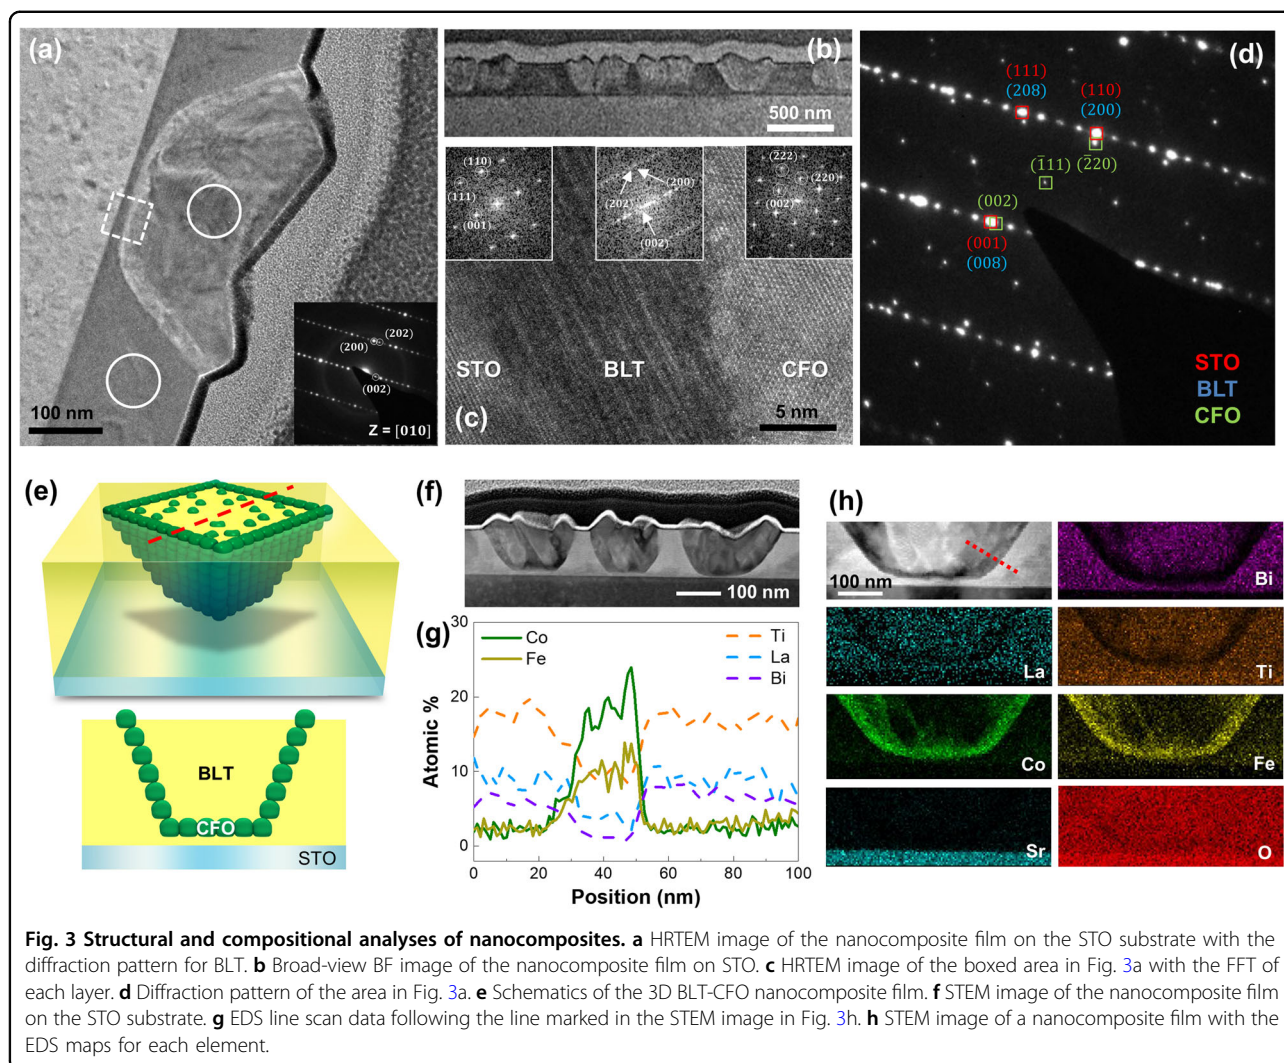 (a)
100 nm
(200)
(202)
(002)
Z = [010]
(b)
500 nm
(110)
(111)
(001)
(200)
(202)
(002)
(2̄22)
(2̄20)
(002)
STO
BLT
CFO
(c)
5 nm
(d)
(111)
(208)
(110)
(200)
(1̄11)
(2̄20)
(002)
(001)
(008)
STO
BLT
CFO
(e)
BLT
CFO
STO
(f)
100 nm
(g)
Co
Fe
Ti
La
Bi
Atomic %
30
20
10
0
0
20
40
60
80
100
Position (nm)
(h)
100 nm
Bi
La
Ti
Co
Fe
Sr
O
Fig. 3 Structural and compositional analyses of nanocomposites. a HRTEM image of the nanocomposite film on the STO substrate with the
diffraction pattern for BLT. b Broad-view BF image of the nanocomposite film on STO. c HRTEM image of the boxed area in Fig. 3a with the FFT of
each layer. d Diffraction pattern of the area in Fig. 3a. e Schematics of the 3D BLT-CFO nanocomposite film. f STEM image of the nanocomposite film
on the STO substrate. g EDS line scan data following the line marked in the STEM image in Fig. 3h. h STEM image of a nanocomposite film with the
EDS maps for each element.